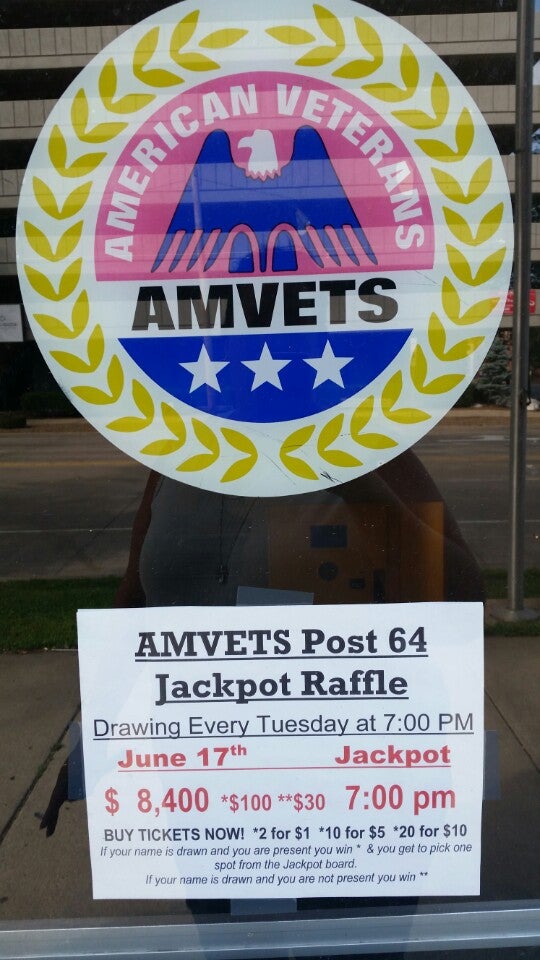 AMERICAN VETERANS
AMVETS
AMVETS Post 64
Jackpot Raffle
Drawing Every Tuesday at 7:00 PM
June 17th Jackpot
$ 8,400 *$100 **$30 7:00 pm
BUY TICKETS NOW! *2 for $1 *10 for $5 *20 for $10
If your name is drawn and you are present you win * & you get to pick one
spot from the Jackpot board.
If your name is drawn and you are not present you win **